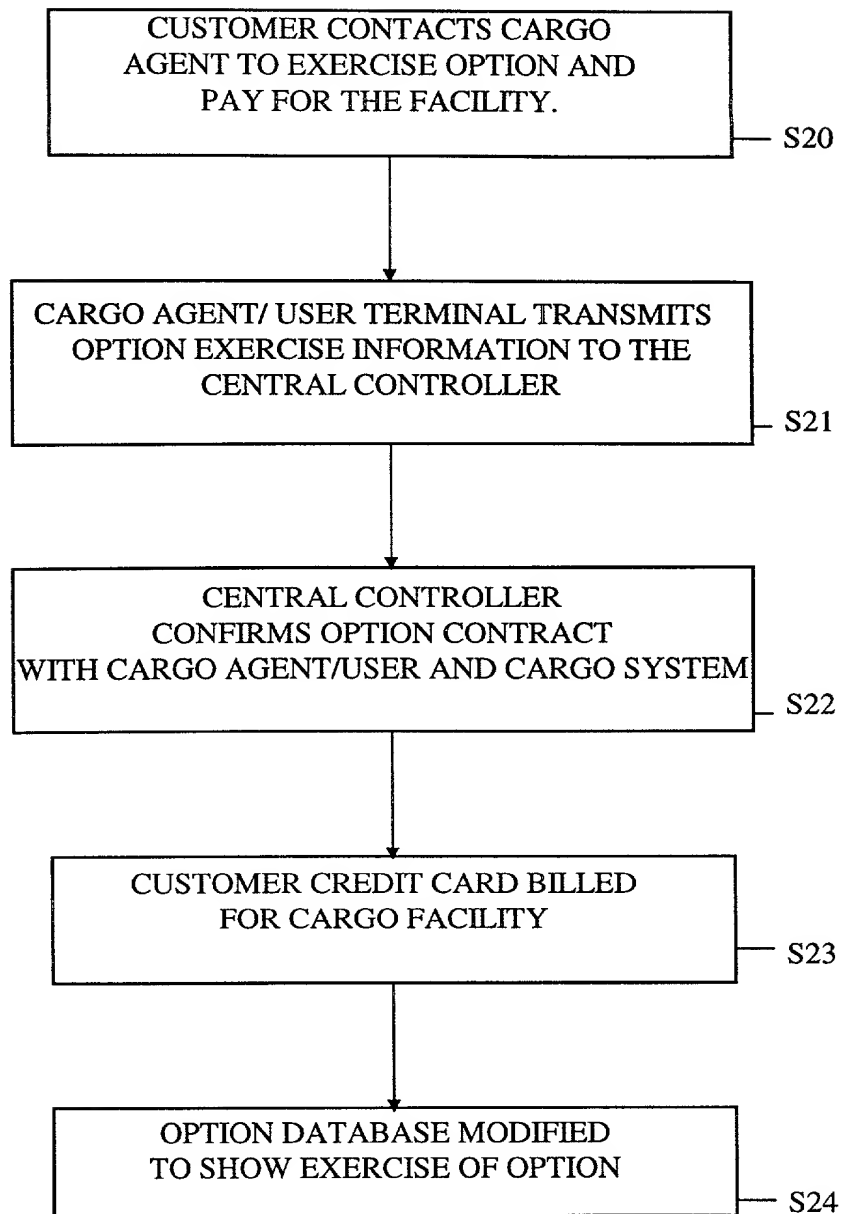 CUSTOMER CONTACTS CARGO
AGENT TO EXERCISE OPTION AND
PAY FOR THE FACILITY.
S20
CARGO AGENT/ USER TERMINAL TRANSMITS
OPTION EXERCISE INFORMATION TO THE
CENTRAL CONTROLLER
S21
CENTRAL CONTROLLER
CONFIRMS OPTION CONTRACT
WITH CARGO AGENT/USER AND CARGO SYSTEM
S22
CUSTOMER CREDIT CARD BILLED
FOR CARGO FACILITY
S23
OPTION DATABASE MODIFIED
TO SHOW EXERCISE OF OPTION
S24